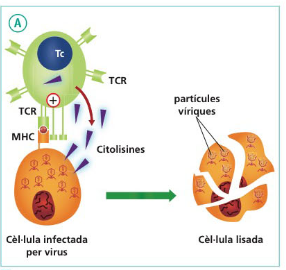 A
Tc
TCR
TCR
MHC
+
Citolisines
partícules
víriques
Cèl·lula infectada
per virus
Cèl·lula lisada